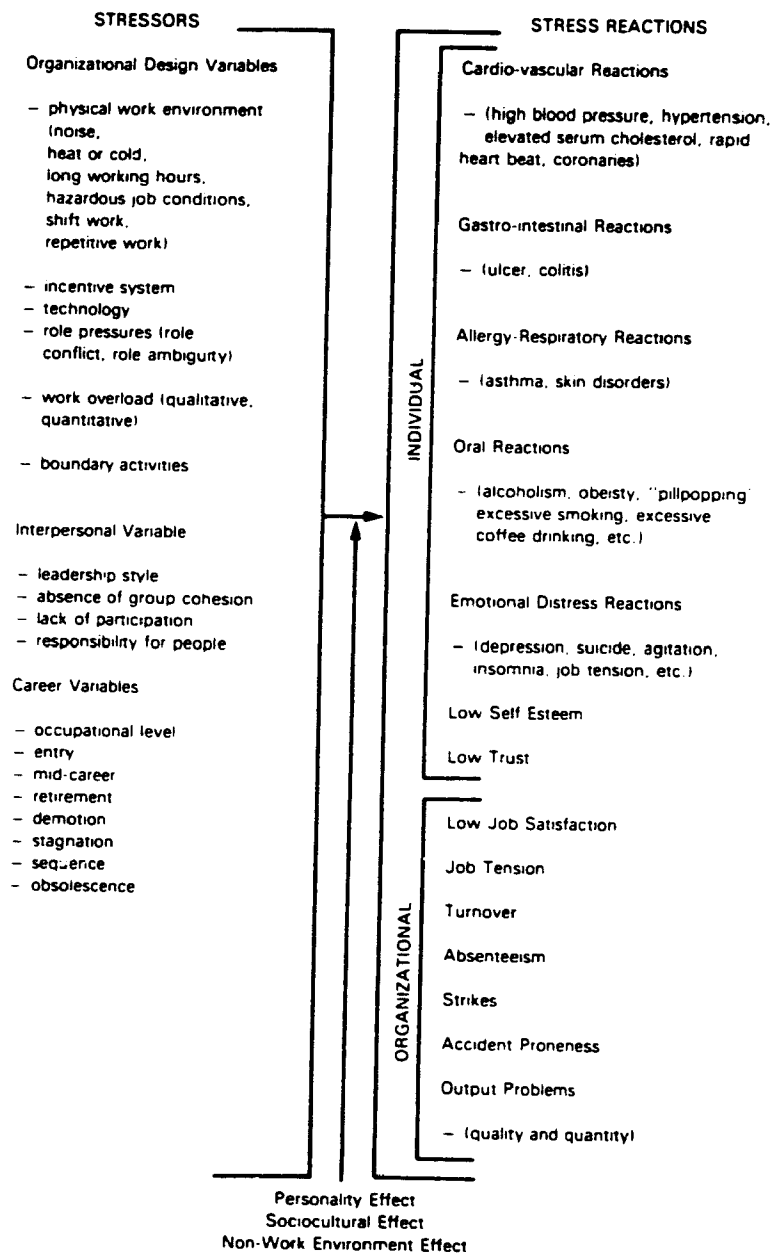 STRESSORS
Organizational Design Variables
– physical work environment
(noise,
heat or cold,
long working hours,
hazardous job conditions,
shift work,
repetitive work)
– incentive system
– technology
– role pressures (role
conflict, role ambiguity)
– work overload (qualitative,
quantitative)
– boundary activities
Interpersonal Variable
– leadership style
– absence of group cohesion
– lack of participation
– responsibility for people
Career Variables
– occupational level
– entry
– mid-career
– retirement
– demotion
– stagnation
– sequence
– obsolescence
STRESS REACTIONS
INDIVIDUAL
Cardio-vascular Reactions
– (high blood pressure, hypertension,
elevated serum cholesterol, rapid
heart beat, coronaries)
Gastro-intestinal Reactions
– (ulcer, colitis)
Allergy-Respiratory Reactions
– (asthma, skin disorders)
Oral Reactions
– (alcoholism, obeisty, "pillpopping"
excessive smoking, excessive
coffee drinking, etc.)
Emotional Distress Reactions
– (depression, suicide, agitation,
insomnia, job tension, etc.)
Low Self Esteem
Low Trust
ORGANIZATIONAL
Low Job Satisfaction
Job Tension
Turnover
Absenteeism
Strikes
Accident Proneness
Output Problems
– (quality and quantity)
Personality Effect
Sociocultural Effect
Non-Work Environment Effect